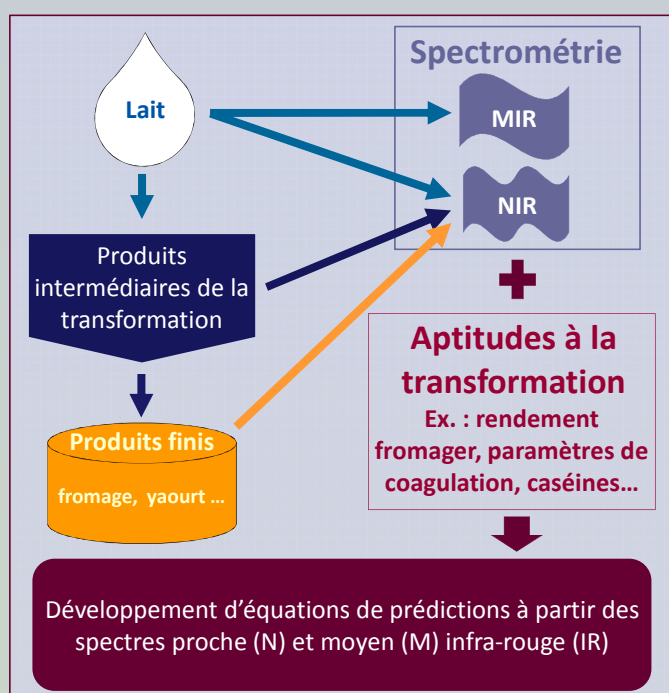 Lait
Spectrométrie
MIR
NIR
Produits
intermédiaires de la
transformation
Produits finis
fromage, yaourt ...
Aptitudes à la
transformation
Ex. : rendement
fromager, paramètres de
coagulation, caséines...
Développement d'équations de prédictions à partir des
spectres proche (N) et moyen (M) infra-rouge (IR)